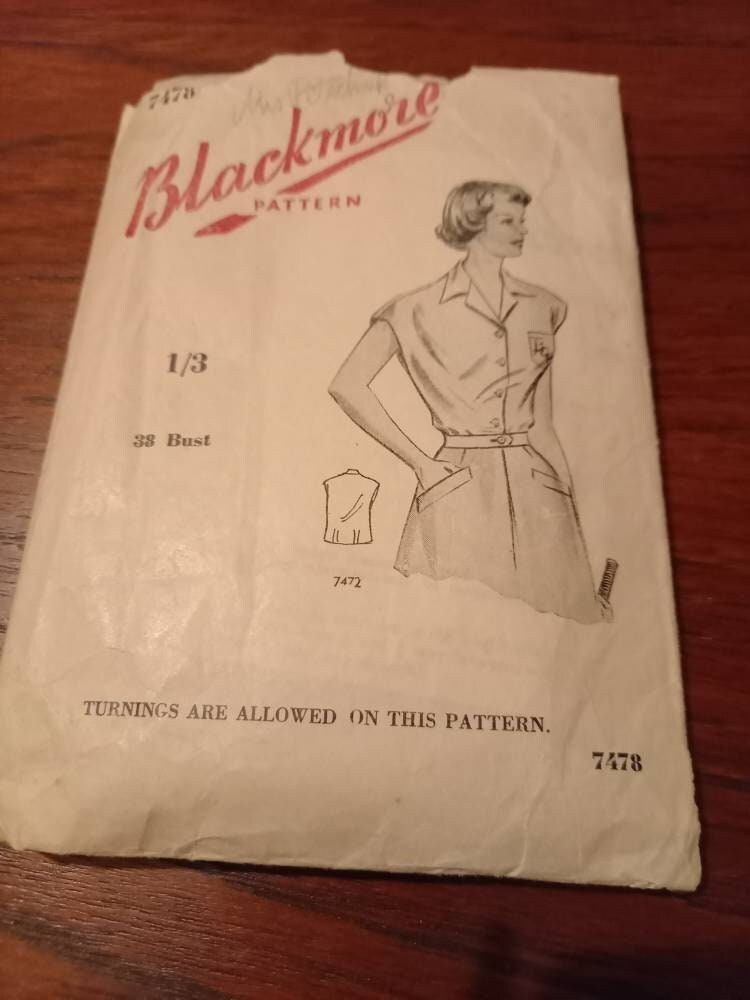 7478
Blackmore
PATTERN
1/3
38 Bust
7472
TURNINGS ARE ALLOWED ON THIS PATTERN.
7478